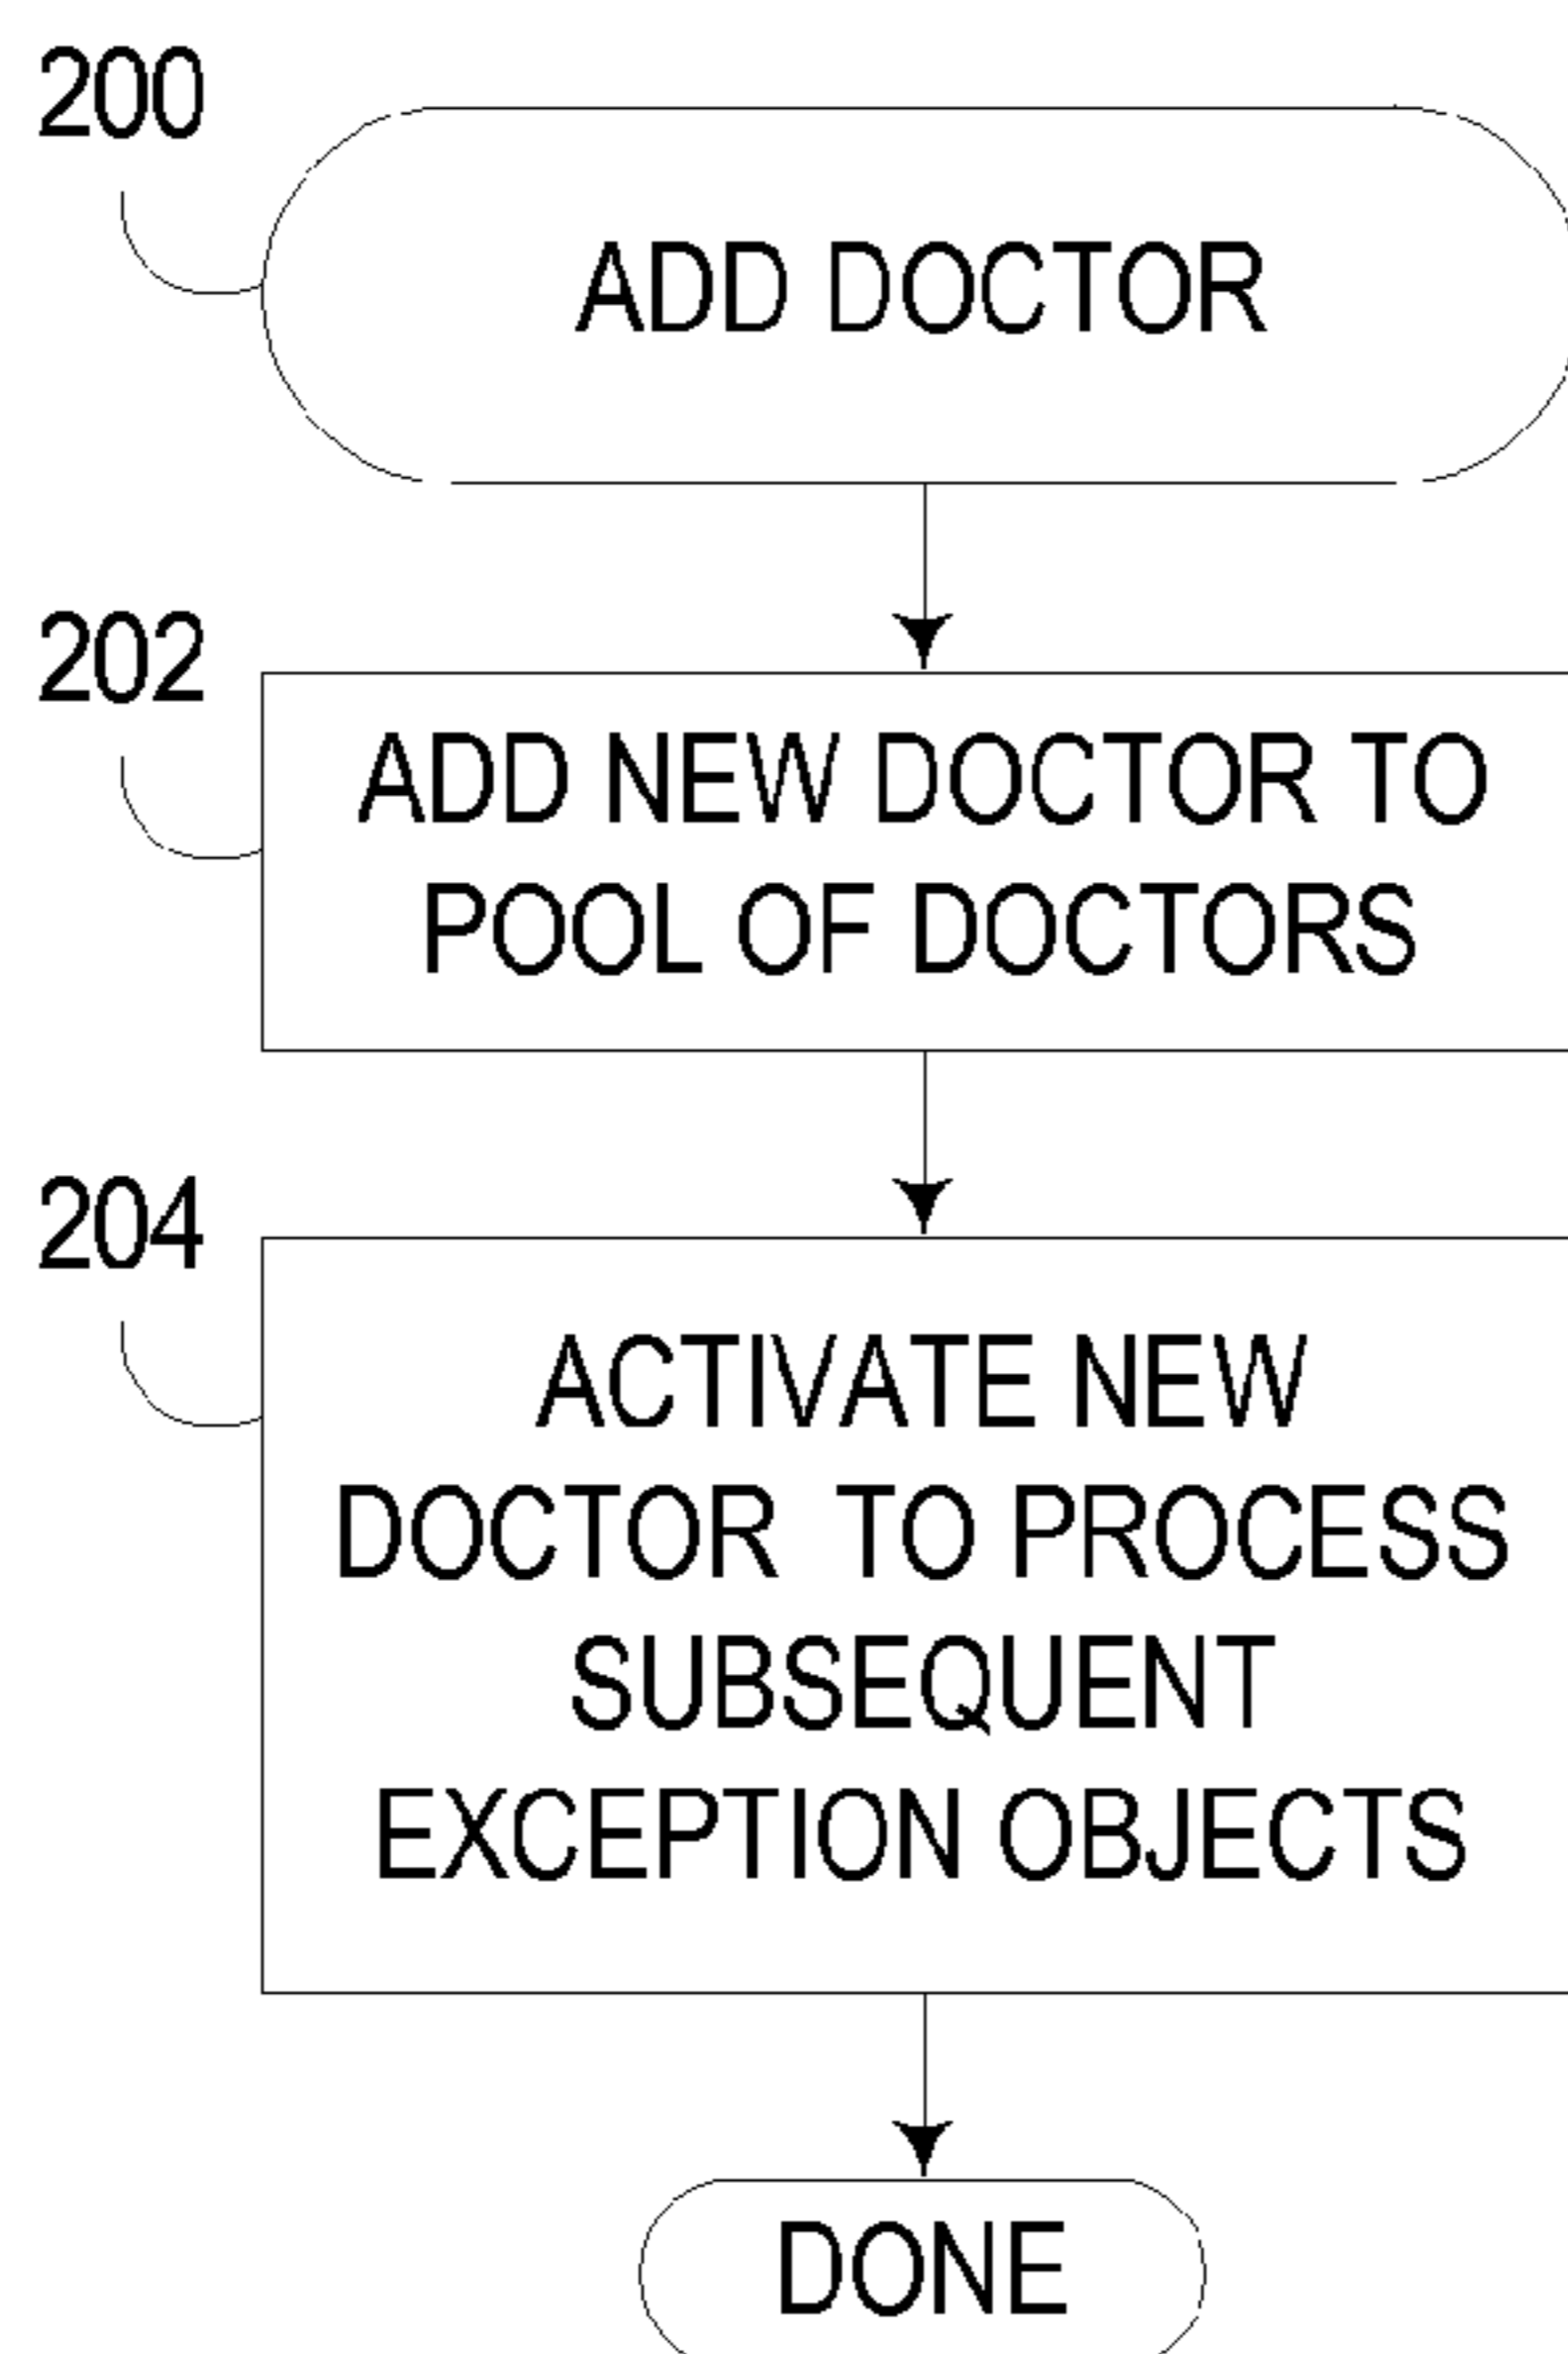 200
ADD DOCTOR
202
ADD NEW DOCTOR TO
POOL OF DOCTORS
204
ACTIVATE NEW
DOCTOR TO PROCESS
SUBSEQUENT
EXCEPTION OBJECTS
DONE